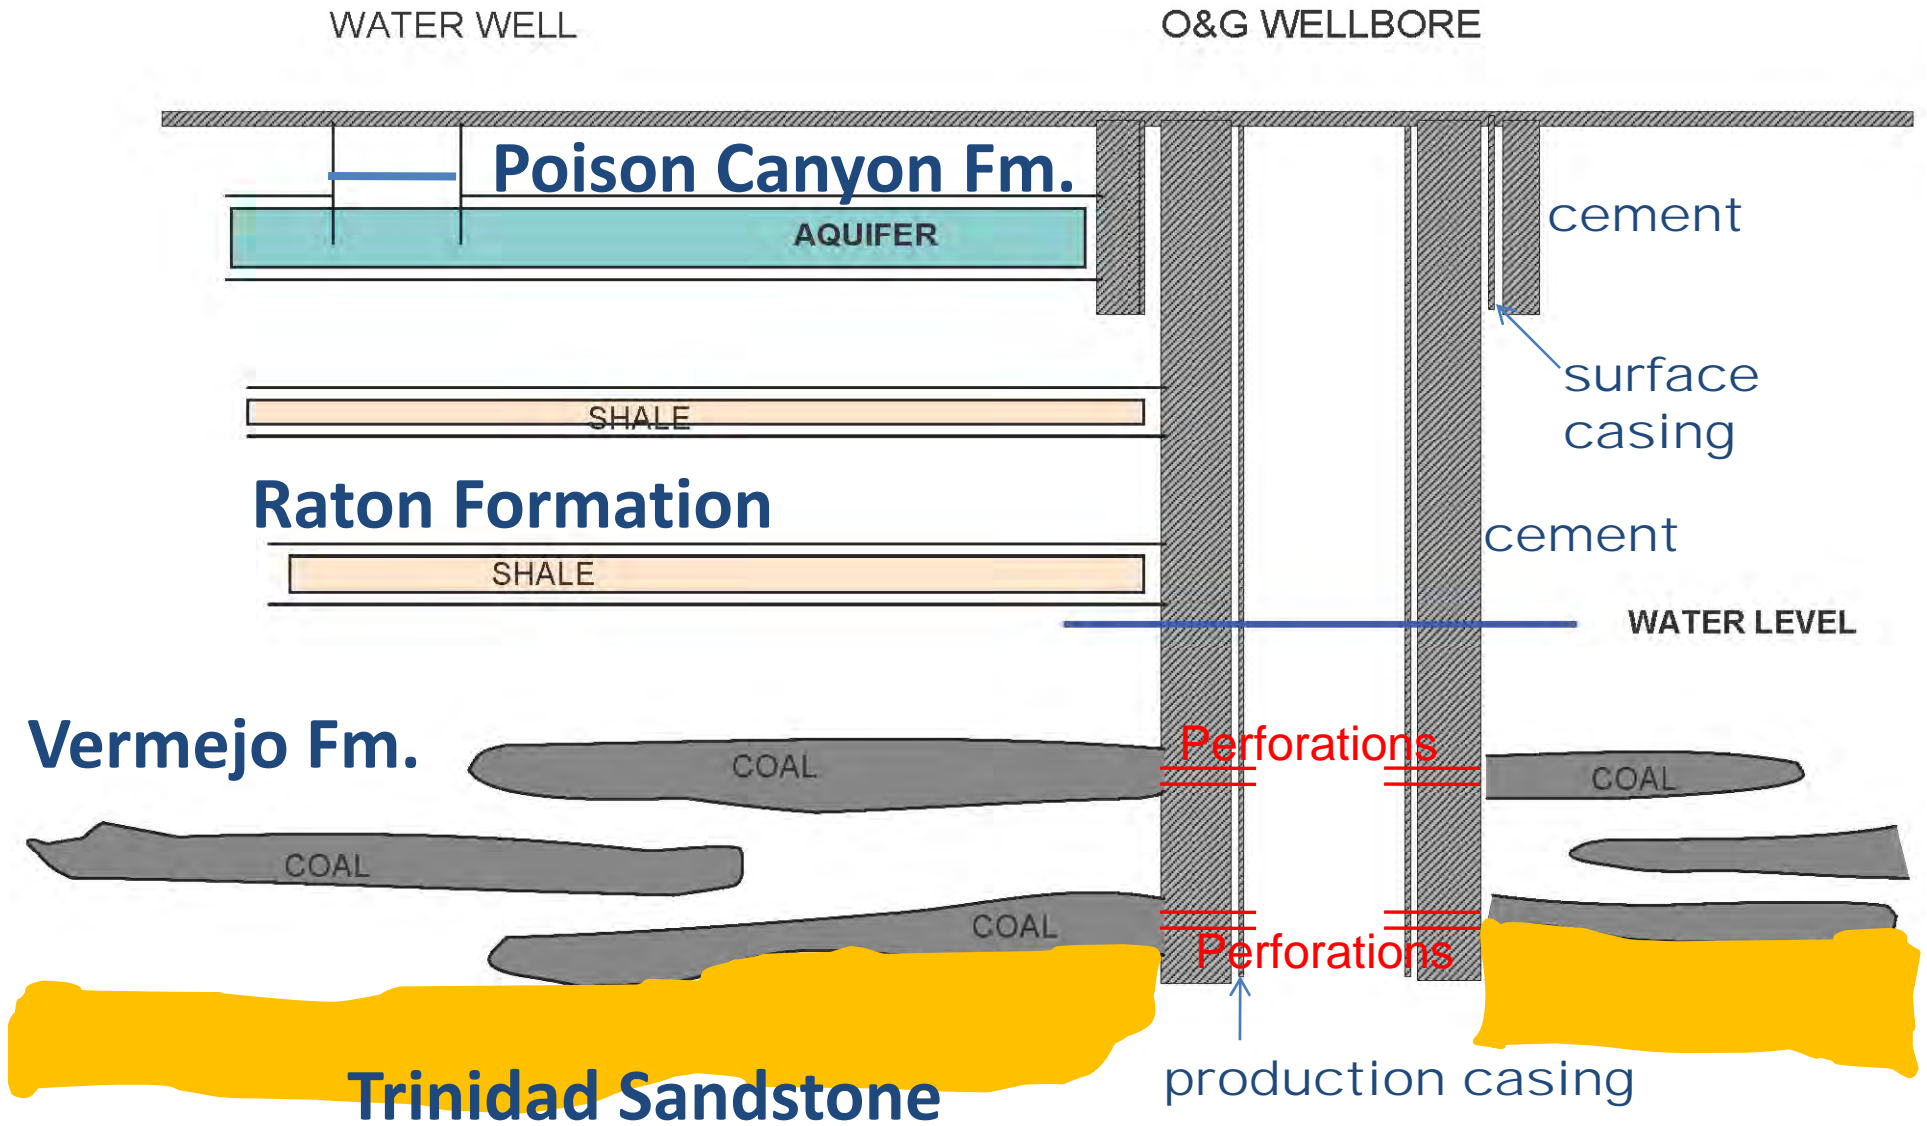 WATER WELL
O&G WELLBORE
Poison Canyon Fm.
AQUIFER
cement
surface
casing
SHALE
Raton Formation
cement
SHALE
WATER LEVEL
Vermejo Fm.
Perforations
COAL
COAL
COAL
COAL
Perforations
Trinidad Sandstone
production casing